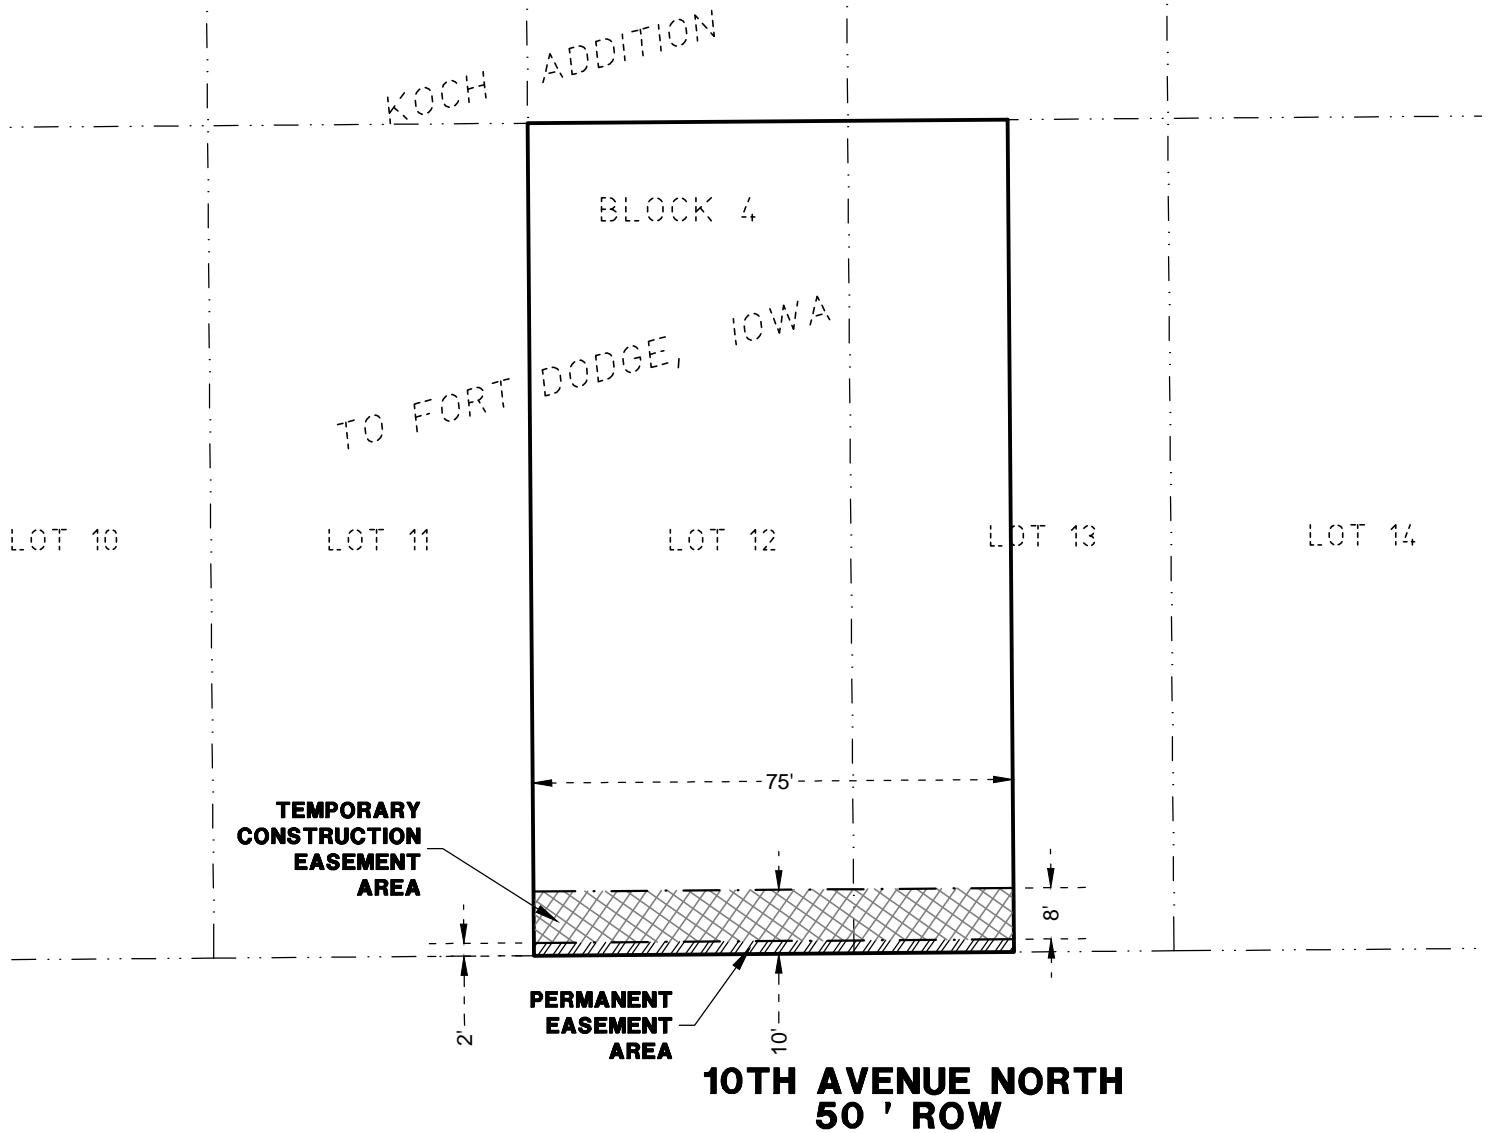 KOCH ADDITION
BLOCK 4
TO FORT DODGE, IOWA
LOT 10
LOT 11
LOT 12
LOT 13
LOT 14
75'
TEMPORARY
CONSTRUCTION
EASEMENT
AREA
8'
2'
PERMANENT
EASEMENT
AREA
10'
10TH AVENUE NORTH
50 ' ROW